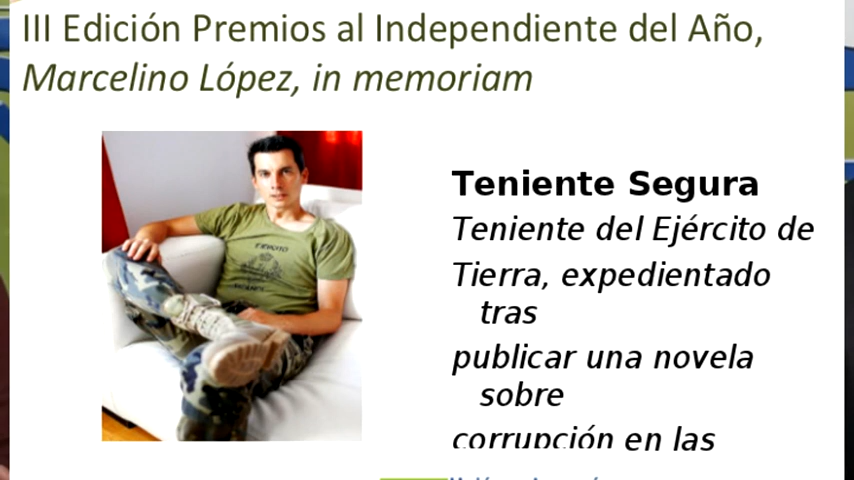 III Edición Premios al Independiente del Año,
Marcelino López, in memoriam
Teniente Segura
Teniente del Ejército de
Tierra, expedientado
tras
publicar una novela
sobre
corrupción en las
EJERCITO